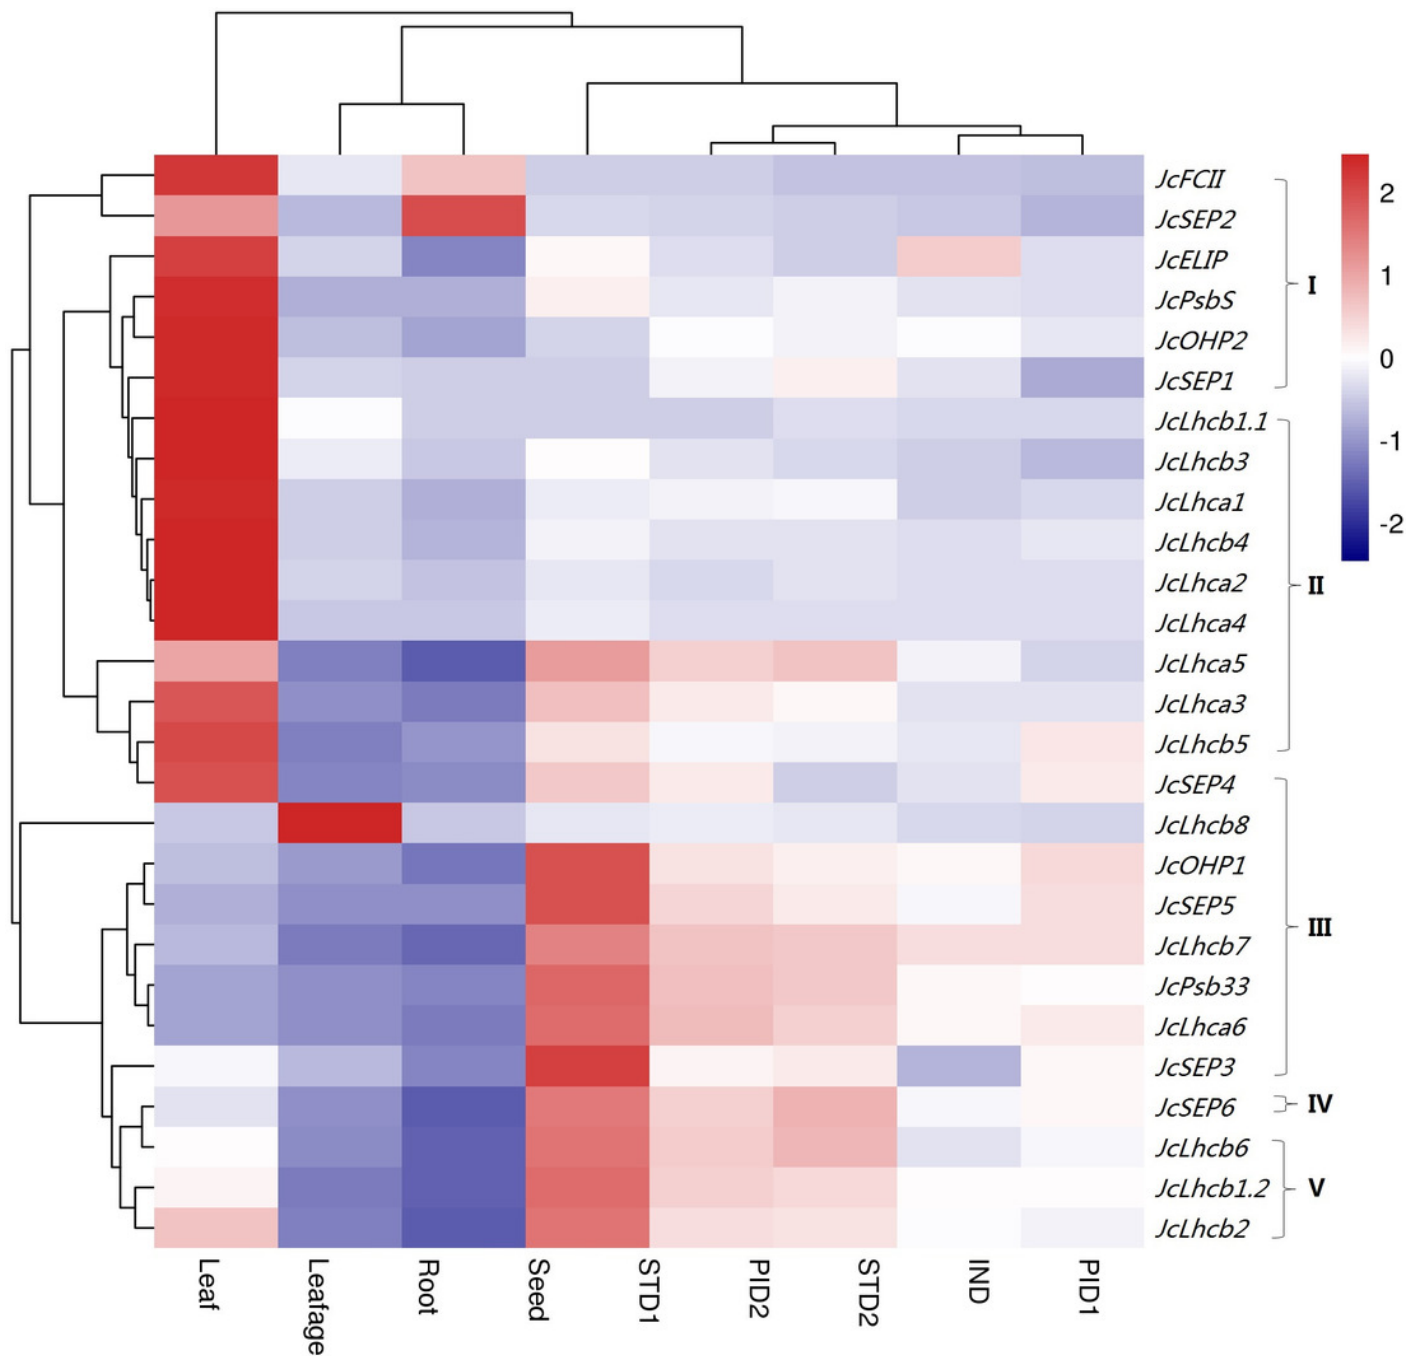 JcFCII
JcSEP2
JcELIP
JcPsbS
JcOHP2
JcSEP1
I
JcLhcb1.1
JcLhcb3
JcLhca1
JcLhcb4
JcLhca2
JcLhca4
JcLhca5
JcLhca3
JcLhcb5
II
JcSEP4
JcLhcb8
JcOHP1
JcSEP5
JcLhcb7
JcPsb33
JcLhca6
JcSEP3
III
JcSEP6
IV
JcLhcb6
JcLhcb1.2
JcLhcb2
V
2
1
0
-1
-2
Leaf
Leafage
Root
Seed
STD1
PID2
STD2
IND
PID1